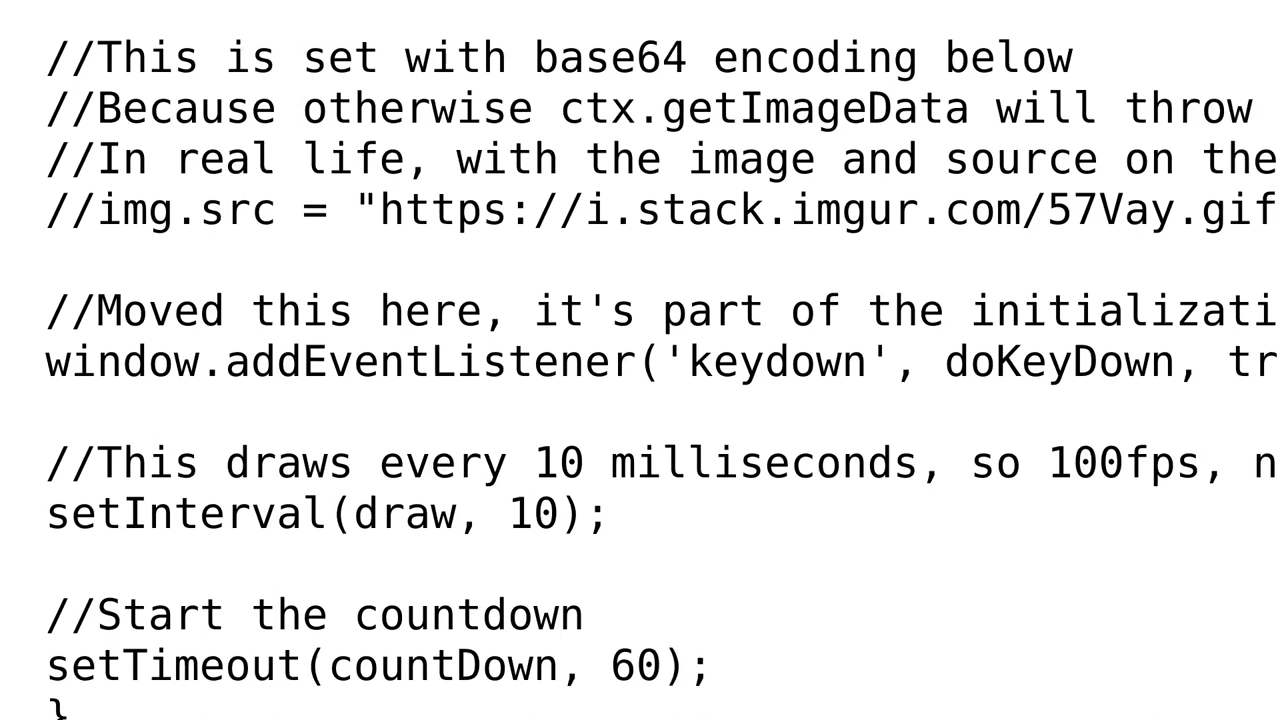 //This is set with base64 encoding below
//Because otherwise ctx.getImageData will throw
//In real life, with the image and source on the
//img.src = "https://i.stack.imgur.com/57Vay.gif
//Moved this here, it's part of the initializati
window.addEventListener('keydown', doKeyDown, tr
//This draws every 10 milliseconds, so 100fps, n
setInterval(draw, 10);
//Start the countdown
setTimeout(countDown, 60);
}